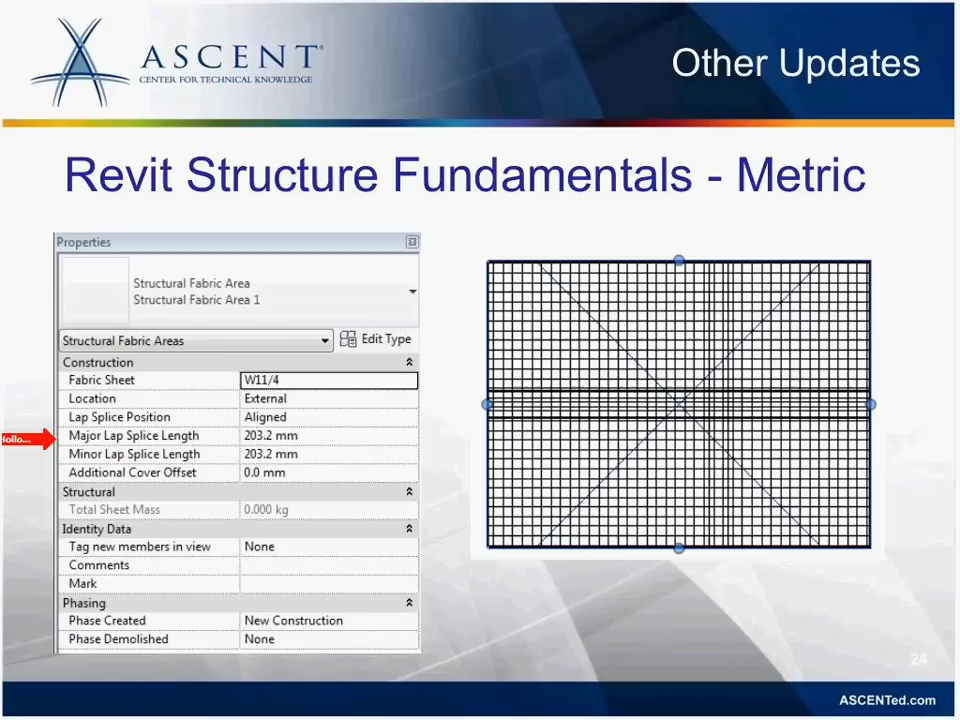 ASCENT®
CENTER FOR TECHNICAL KNOWLEDGE
Other Updates
Revit Structure Fundamentals - Metric
Properties
Structural Fabric Area
Structural Fabric Area 1
Structural Fabric Areas Edit Type
Construction
Fabric Sheet W11/4
Location External
Lap Splice Position Aligned
Major Lap Splice Length 203.2 mm
Minor Lap Splice Length 203.2 mm
Additional Cover Offset 0.0 mm
Structural
Total Sheet Mass 0.000 kg
Identity Data
Tag new members in view None
Comments
Mark
Phasing
Phase Created New Construction
Phase Demolished None
24
ASCENTed.com